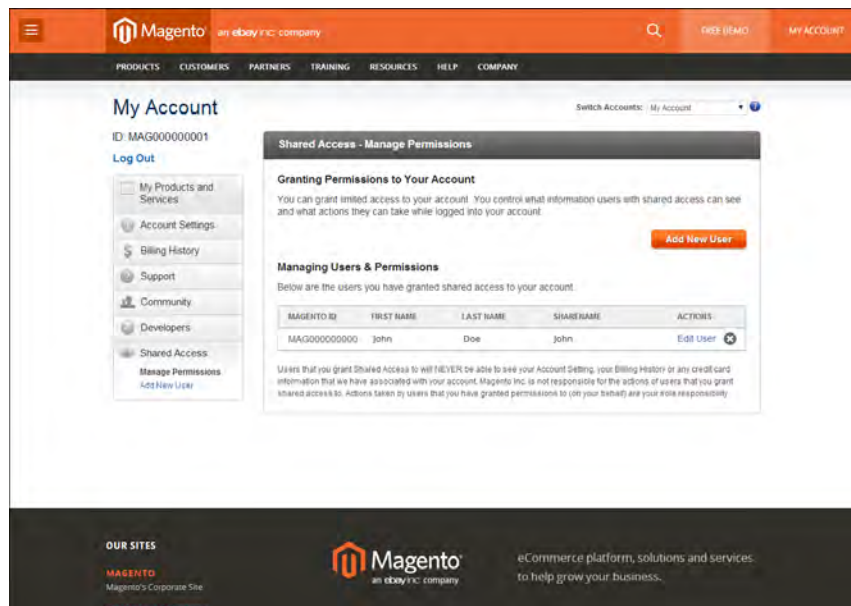 Magento® an ebay inc company
FREE DEMO
MY ACCOUNT
PRODUCTS CUSTOMERS PARTNERS TRAINING RESOURCES HELP COMPANY
My Account
Switch Accounts: My Account
ID: MAG000000001
Log Out
My Products and
Services
Account Settings
Billing History
Support
Community
Developers
Shared Access
Manage Permissions
Add New User
Shared Access - Manage Permissions
Granting Permissions to Your Account
You can grant limited access to your account. You control what information users with shared access can see
and what actions they can take while logged into your account.
Add New User
Managing Users & Permissions
Below are the users you have granted shared access to your account.
MAGENTO ID FIRST NAME LAST NAME SHARENAME ACTIONS
MAG000000000 John Doe John Edit User
Users that you grant Shared Access to will NEVER be able to see your Account Setting, your Billing History or any credit card
information that we have associated with your account. Magento Inc. is not responsible for the actions of users that you grant
shared access to. Actions taken by users that you have granted permissions to (on your behalf) are your sole responsibility.
OUR SITES
MAGENTO
Magento's Corporate Site
Magento®
an ebay inc company
eCommerce platform, solutions and services
to help grow your business.